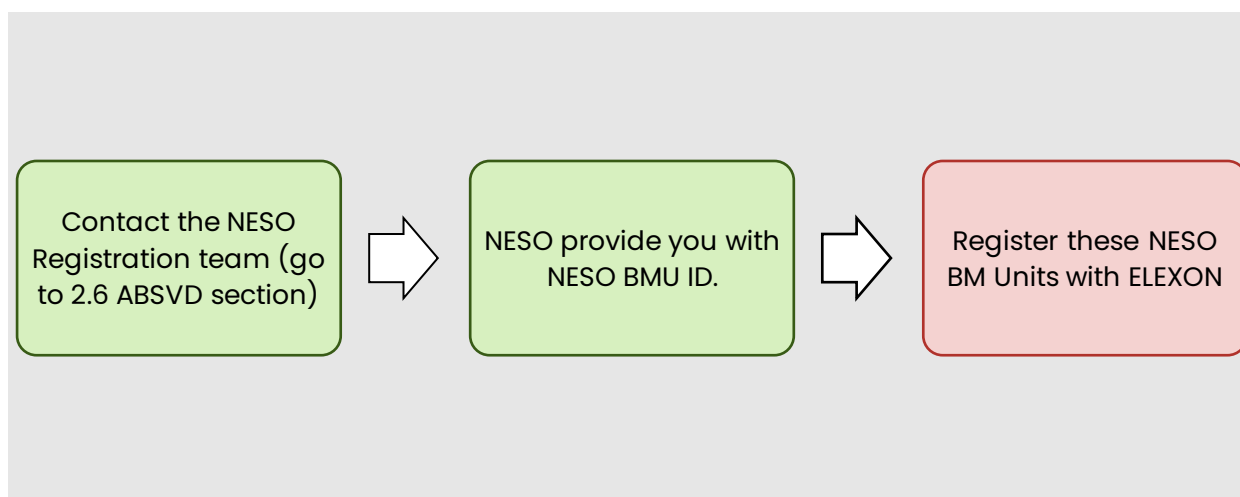 Contact the NESO
Registration team (go
to 2.6 ABSVD section)
NESO provide you with
NESO BMU ID.
Register these NESO
BM Units with ELEXON